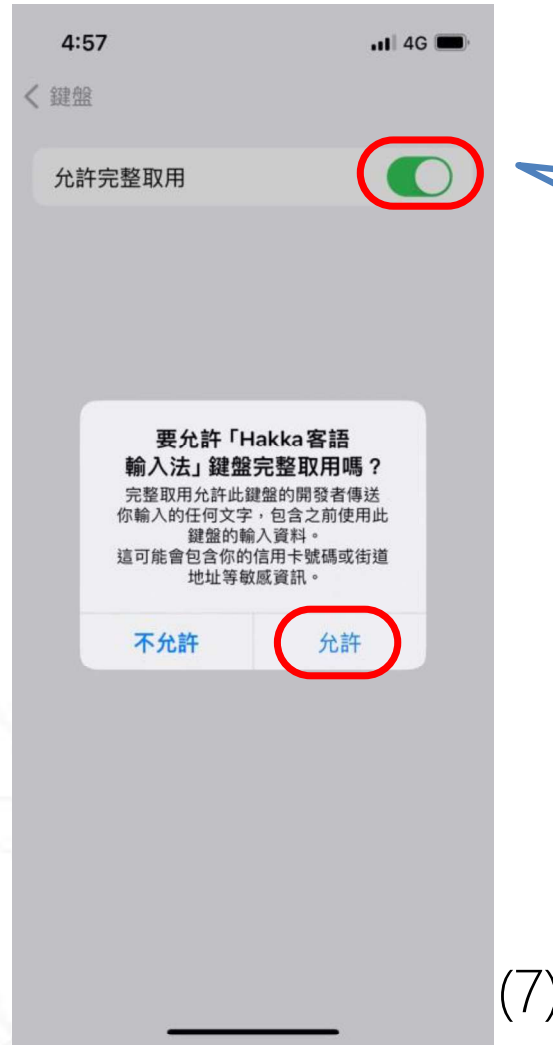 4:57 4G
鍵盤
允許完整取用
要允許「Hakka客語
輸入法」鍵盤完整取用嗎？
完整取用允許此鍵盤的開發者傳送
你輸入的任何文字，包含之前使用此
鍵盤的輸入資料。
這可能會包含你的信用卡號碼或街道
地址等敏感資訊。
不允許 允許
(7)